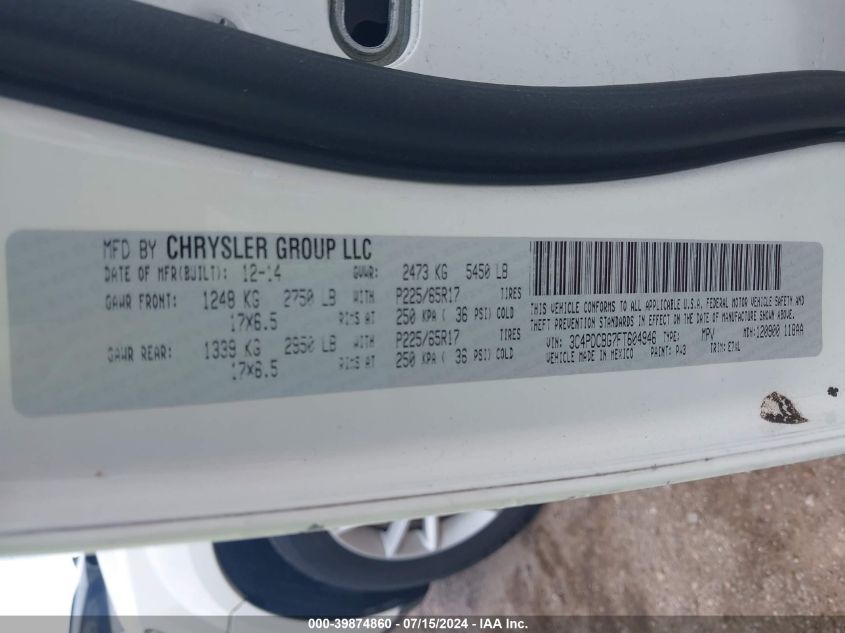 MFD BY CHRYSLER GROUP LLC
DATE OF MFR(BUILT): 12-14 GVWR: 2473 KG 5450 LB
GAWR FRONT: 1248 KG 2750 LB WITH P225/65R17 TIRES
17X6.5 RIMS AT 250 KPA ( 36 PSI) COLD
GAWR REAR: 1339 KG 2950 LB WITH P225/65R17 TIRES
17X6.5 RIMS AT 250 KPA ( 36 PSI) COLD
THIS VEHICLE CONFORMS TO ALL APPLICABLE U.S.A. FEDERAL MOTOR VEHICLE SAFETY AND
THEFT PREVENTION STANDARDS IN EFFECT ON THE DATE OF MANUFACTURE SHOWN ABOVE
VIN: 3C4PDCBG7FT604946 TYPE: MPV MDH: 120900 118AA
VEHICLE MADE IN MEXICO PAINT: PW3 TRIM:
000-39874860 / 07/15/2024 / IAA Inc.